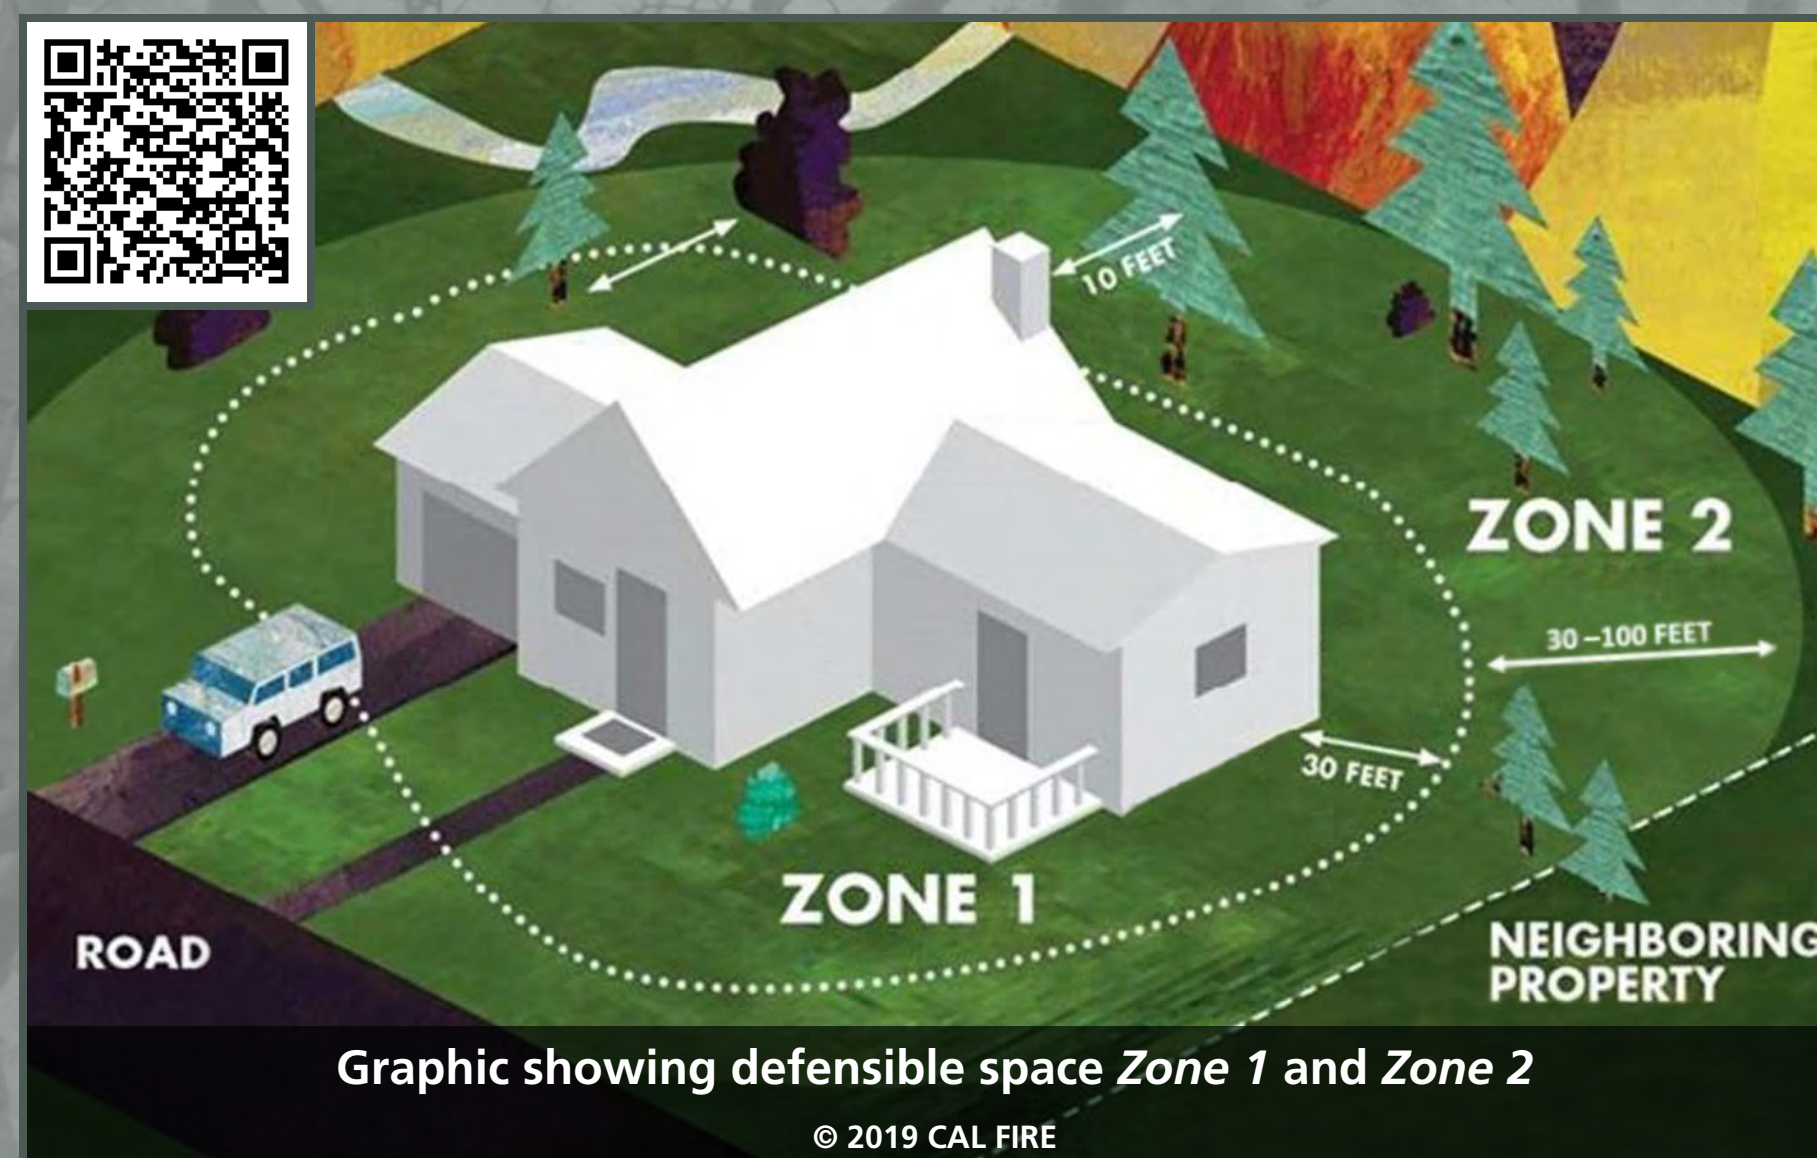 10 FEET
ZONE 2
30 –100 FEET
30 FEET
ZONE 1
ROAD
NEIGHBORING
PROPERTY
Graphic showing defensible space Zone 1 and Zone 2
© 2019 CAL FIRE